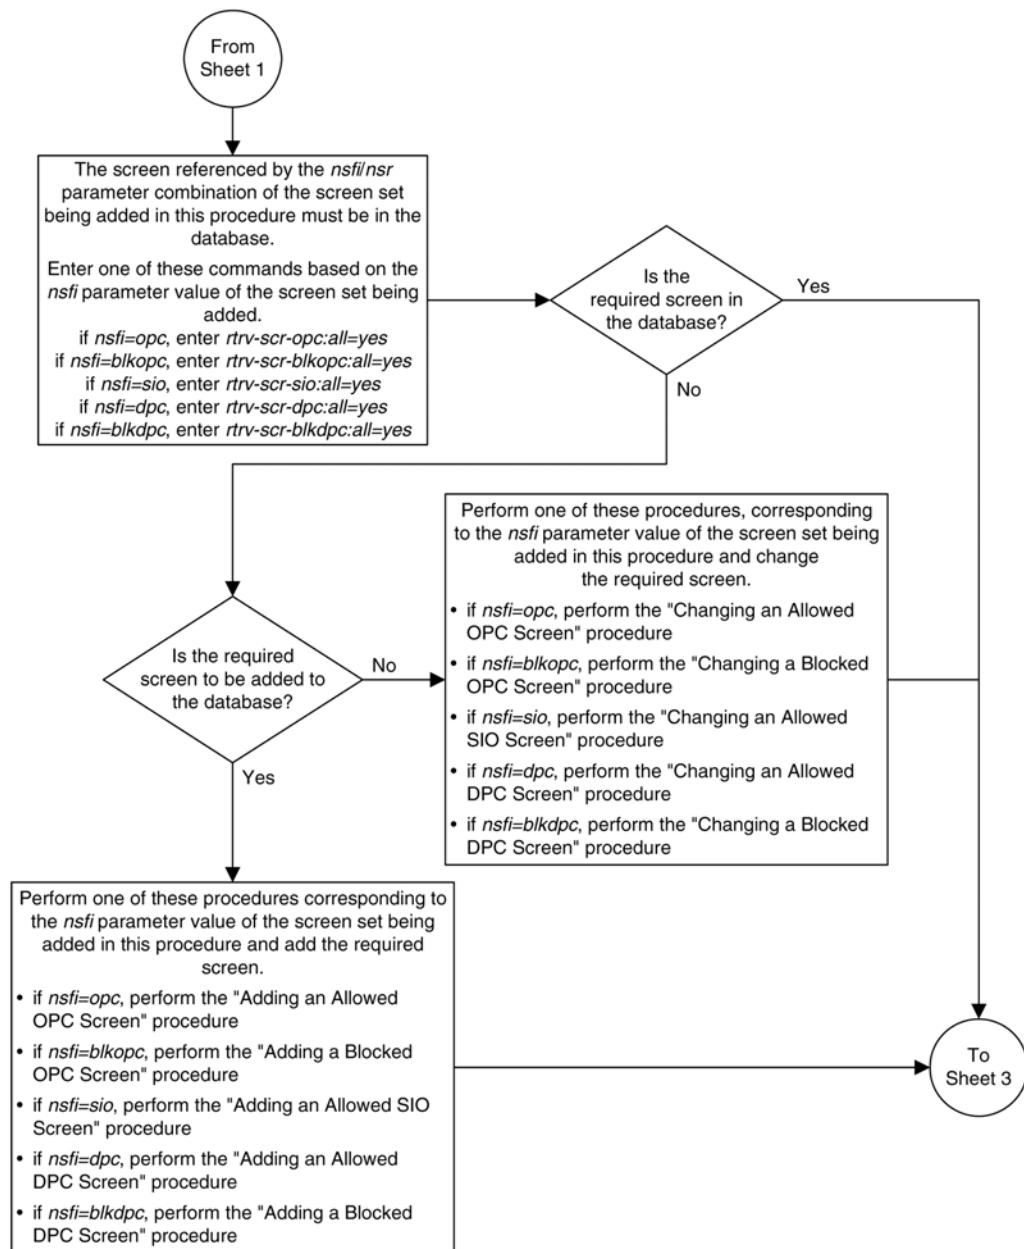 From
Sheet 1
The screen referenced by the nsfi/nsr
parameter combination of the screen set
being added in this procedure must be in the
database.
Enter one of these commands based on the
nsfi parameter value of the screen set being
added.
if nsfi=opc, enter rtrv-scr-opc:all=yes
if nsfi=blkopc, enter rtrv-scr-blkopc:all=yes
if nsfi=sio, enter rtrv-scr-sio:all=yes
if nsfi=dpc, enter rtrv-scr-dpc:all=yes
if nsfi=blkdpc, enter rtrv-scr-blkdpc:all=yes
Is the
required screen in
the database?
Yes
No
Perform one of these procedures, corresponding
to the nsfi parameter value of the screen set being
added in this procedure and change
the required screen.
• if nsfi=opc, perform the "Changing an Allowed
OPC Screen" procedure
• if nsfi=blkopc, perform the "Changing a Blocked
OPC Screen" procedure
• if nsfi=sio, perform the "Changing an Allowed
SIO Screen" procedure
• if nsfi=dpc, perform the "Changing an Allowed
DPC Screen" procedure
• if nsfi=blkdpc, perform the "Changing a Blocked
DPC Screen" procedure
Is the required
screen to be added to
the database?
No
Yes
Perform one of these procedures corresponding to
the nsfi parameter value of the screen set being
added in this procedure and add the required
screen.
• if nsfi=opc, perform the "Adding an Allowed
OPC Screen" procedure
• if nsfi=blkopc, perform the "Adding a Blocked
OPC Screen" procedure
• if nsfi=sio, perform the "Adding an Allowed SIO
Screen" procedure
• if nsfi=dpc, perform the "Adding an Allowed
DPC Screen" procedure
• if nsfi=blkdpc, perform the "Adding a Blocked
DPC Screen" procedure
To
Sheet 3